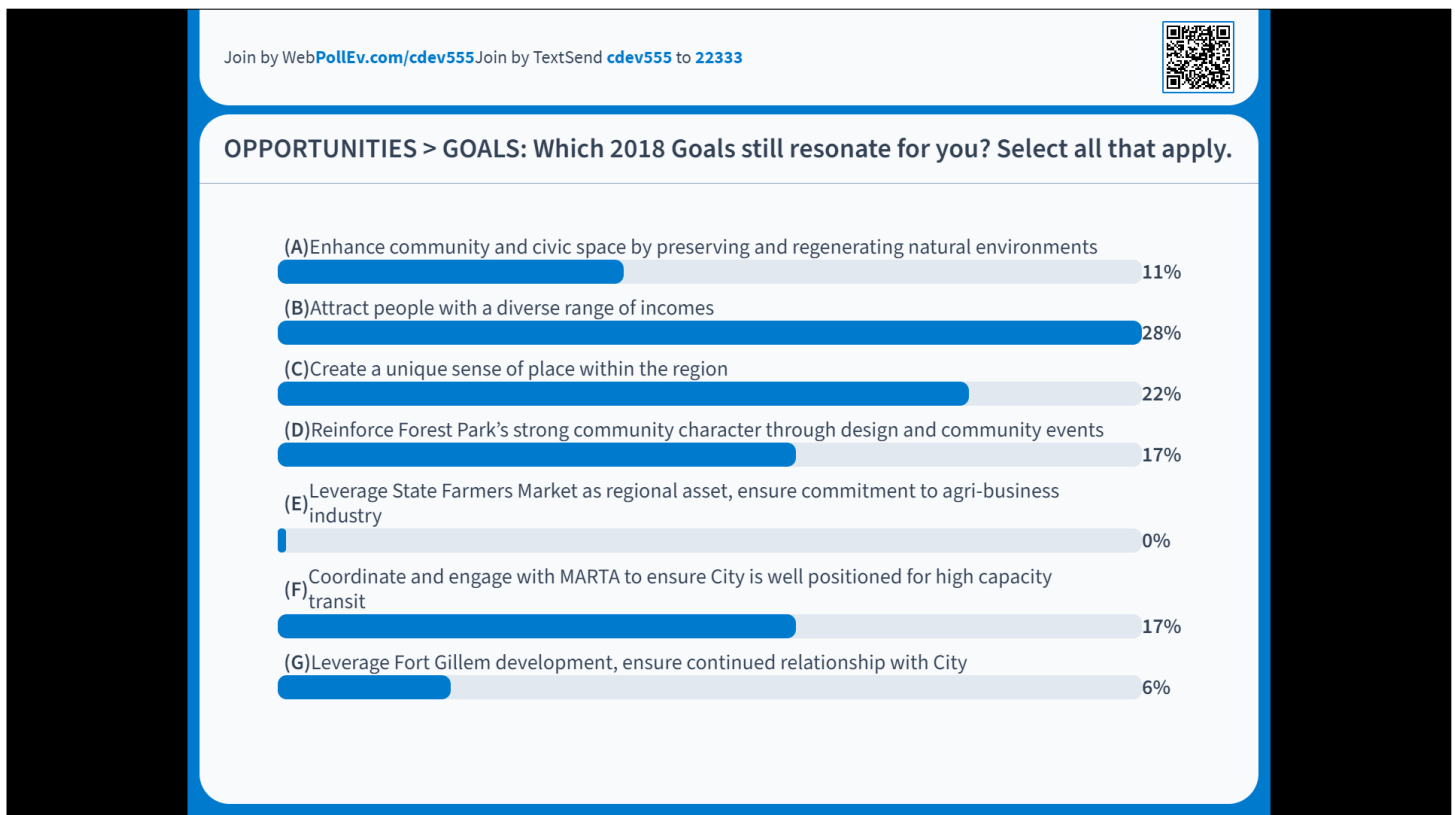 Join by WebPollEv.com/cdev555Join by TextSend cdev555 to 22333
OPPORTUNITIES > GOALS: Which 2018 Goals still resonate for you? Select all that apply.
(A)Enhance community and civic space by preserving and regenerating natural environments
11%
(B)Attract people with a diverse range of incomes
28%
(C)Create a unique sense of place within the region
22%
(D)Reinforce Forest Park’s strong community character through design and community events
17%
(E)Leverage State Farmers Market as regional asset, ensure commitment to agri-business
industry
0%
(F)Coordinate and engage with MARTA to ensure City is well positioned for high capacity
transit
17%
(G)Leverage Fort Gillem development, ensure continued relationship with City
6%